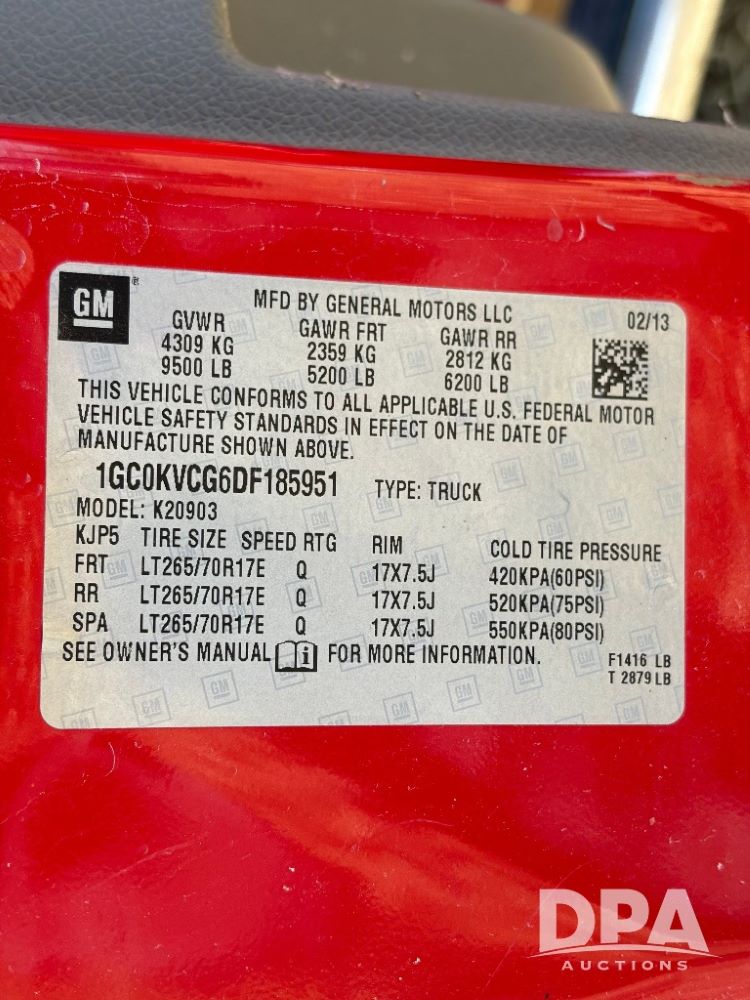 GM
MFD BY GENERAL MOTORS LLC
02/13
GVWR GAWR FRT GAWR RR
4309 KG 2359 KG 2812 KG
9500 LB 5200 LB 6200 LB
THIS VEHICLE CONFORMS TO ALL APPLICABLE U.S. FEDERAL MOTOR
VEHICLE SAFETY STANDARDS IN EFFECT ON THE DATE OF
MANUFACTURE SHOWN ABOVE.
1GC0KVCG6DF185951 TYPE: TRUCK
MODEL: K20903
KJP5 TIRE SIZE SPEED RTG RIM COLD TIRE PRESSURE
FRT LT265/70R17E Q 17X7.5J 420KPA(60PSI)
RR LT265/70R17E Q 17X7.5J 520KPA(75PSI)
SPA LT265/70R17E Q 17X7.5J 550KPA(80PSI)
SEE OWNER'S MANUAL i FOR MORE INFORMATION.
F1416 LB
T 2879 LB
DPA
AUCTIONS